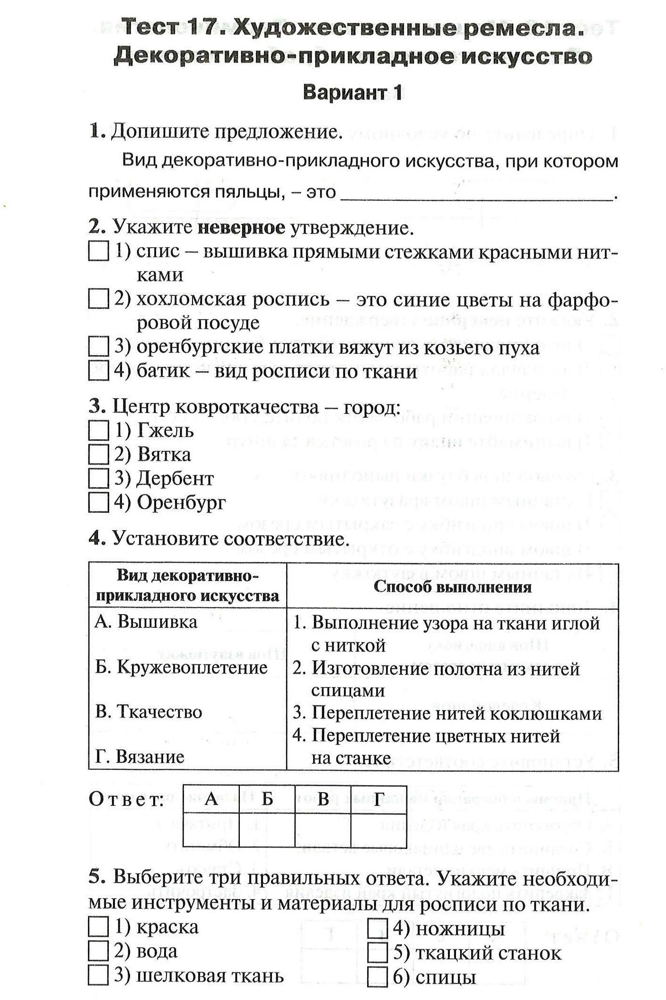 Тест 17. Художественные ремесла.
Декоративно-прикладное искусство
Вариант 1
1. Допишите предложение.
Вид декоративно-прикладного искусства, при котором
применяются пяльцы, – это ______________________.
2. Укажите неверное утверждение.
1) спис – вышивка прямыми стежками красными нит-
ками
2) хохломская роспись – это синие цветы на фарфо-
ровой посуде
3) оренбургские платки вяжут из козьего пуха
4) батик – вид росписи по ткани
3. Центр ковроткачества – город:
1) Гжель
2) Вятка
3) Дербент
4) Оренбург
4. Установите соответствие.
Вид декоративно-
прикладного искусства
Способ выполнения
А. Вышивка
Б. Кружевоплетение
В. Ткачество
Г. Вязание
1. Выполнение узора на ткани иглой
с ниткой
2. Изготовление полотна из нитей
спицами
3. Переплетение нитей коклюшками
4. Переплетение цветных нитей
на станке
Ответ:
А Б В Г
5. Выберите три правильных ответа. Укажите необходи-
мые инструменты и материалы для росписи по ткани.
1) краска
2) вода
3) шелковая ткань
4) ножницы
5) ткацкий станок
6) спицы